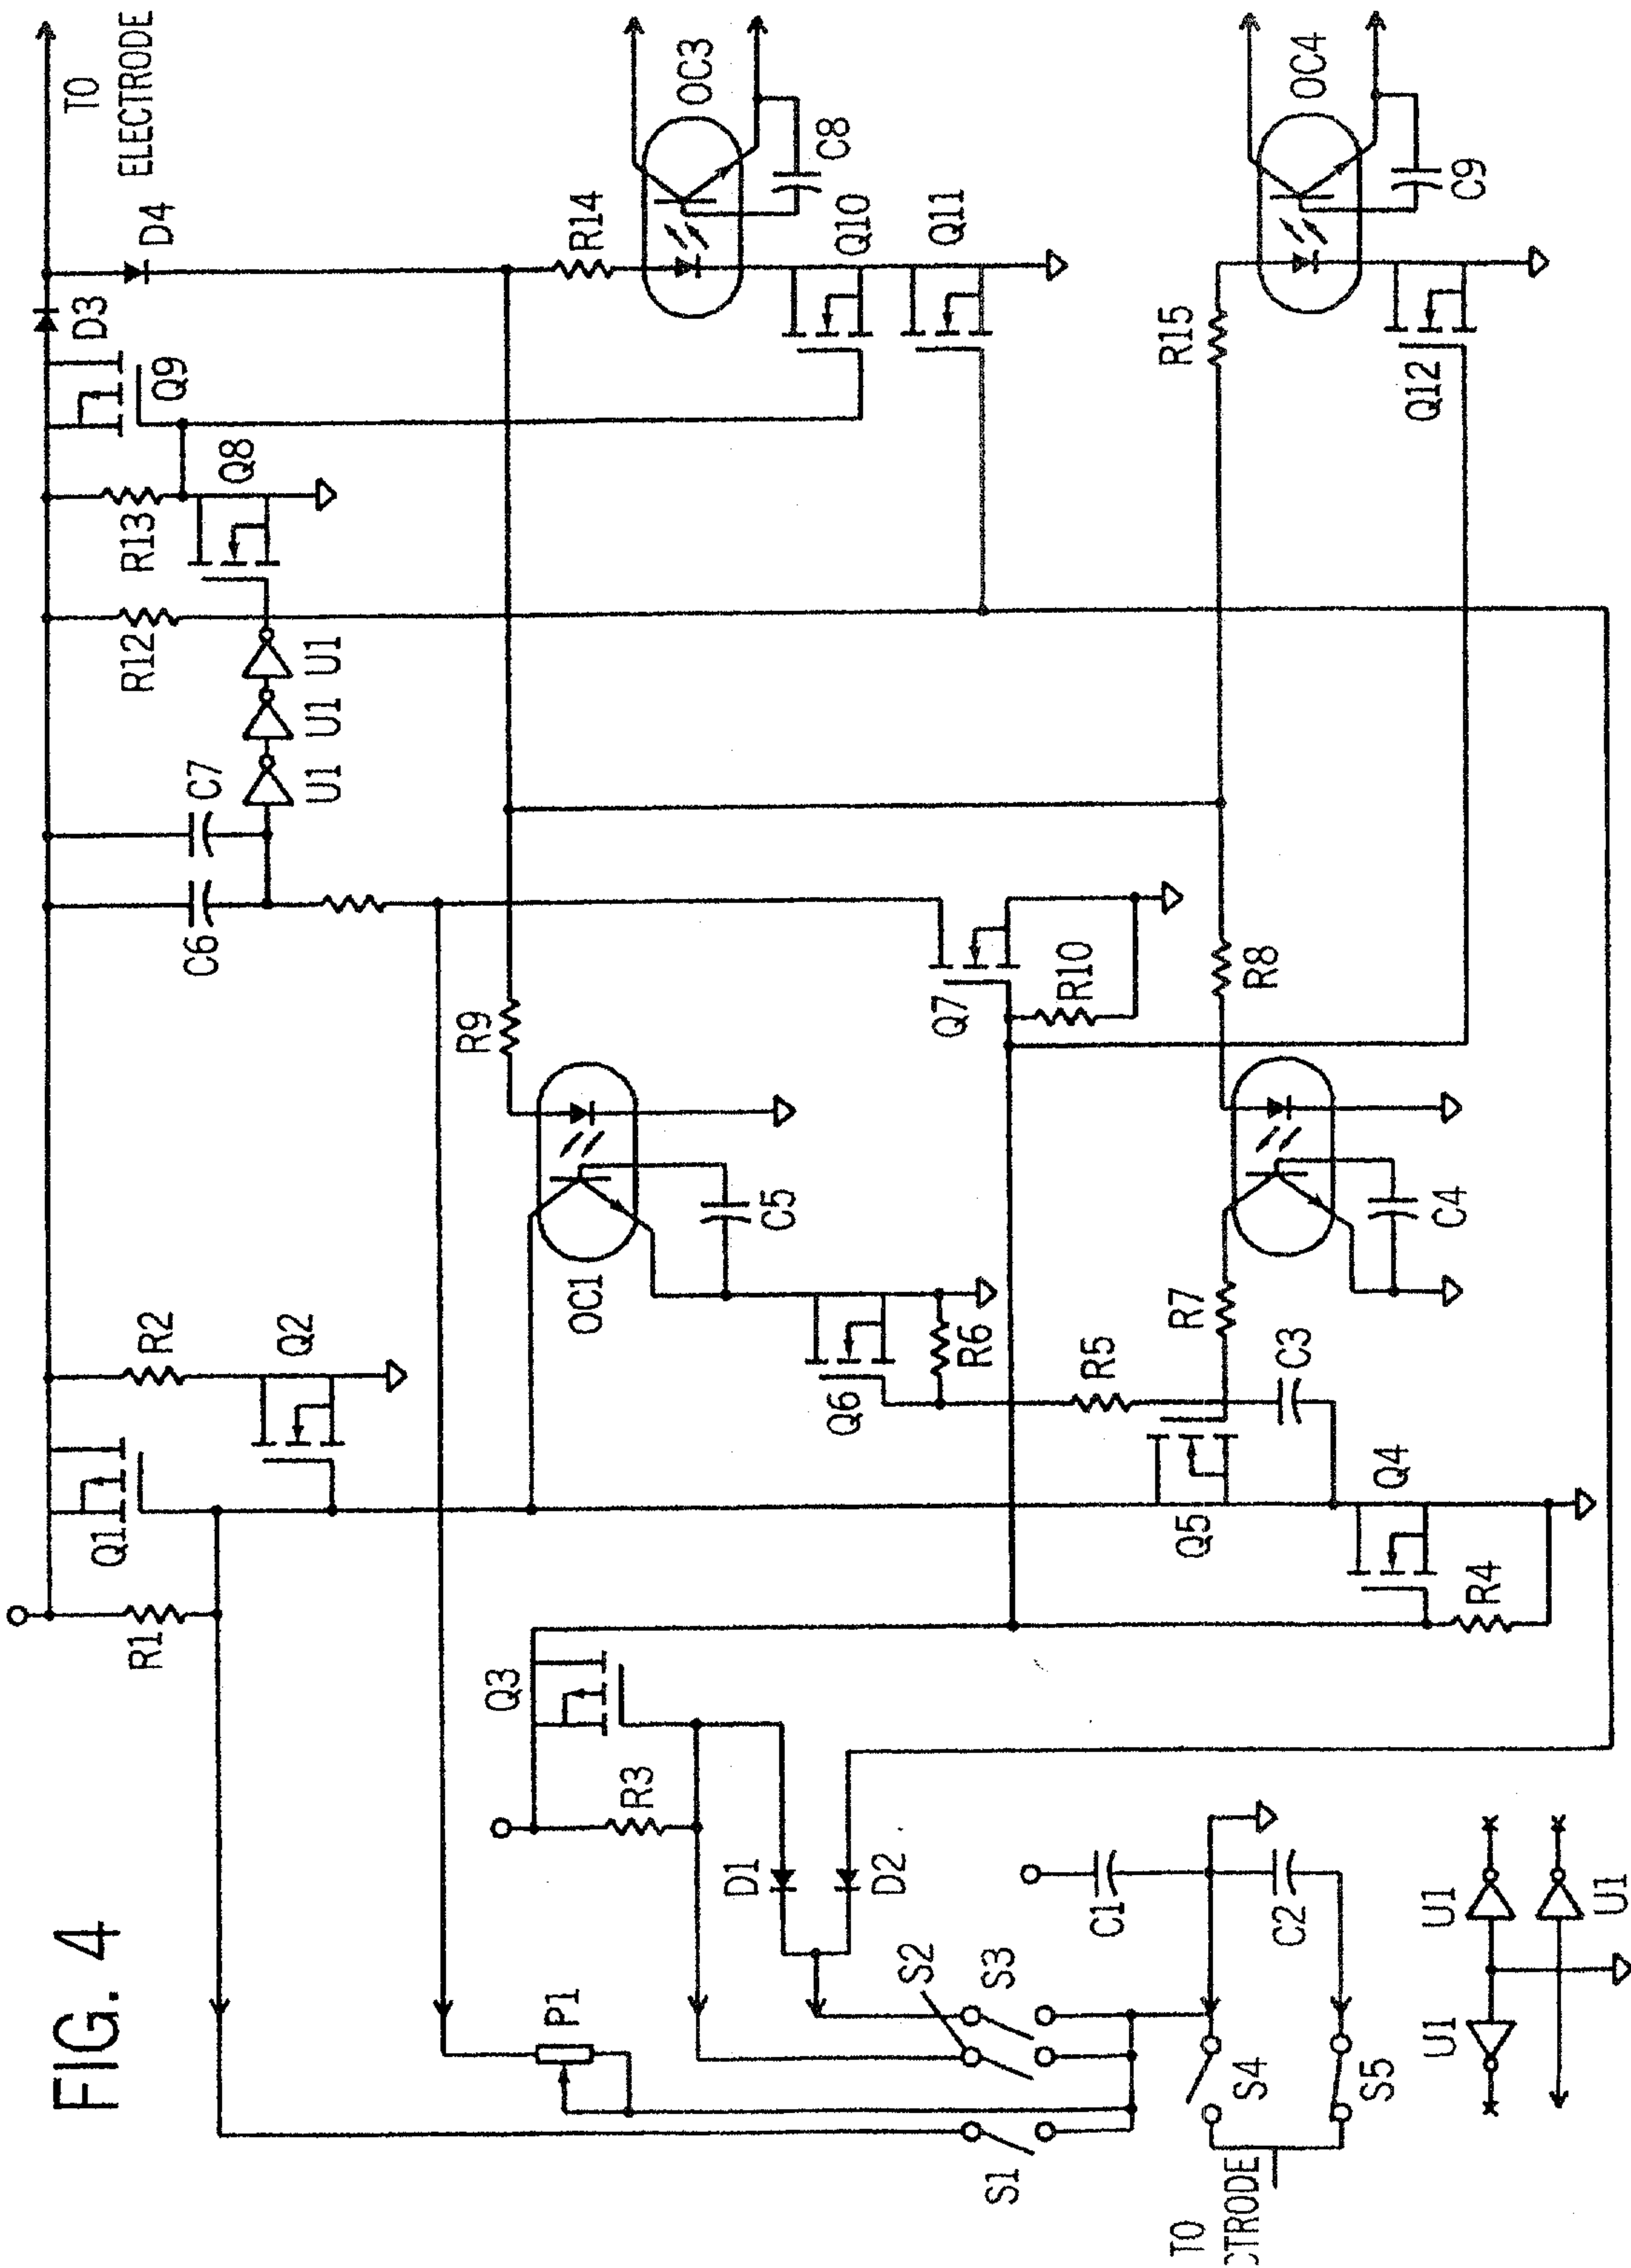 FIG. 4
TO
ELECTRODE
D4
D3
Q9
Q8
R13
R12
U1
U1
U1
C7
C6
R14
OC3
C8
Q10
Q11
OC4
C9
R15
Q12
R9
Q7
R10
R8
OC1
C5
C4
R7
R2
Q2
Q1
R1
Q6
R6
R5
C3
Q5
Q4
R4
Q3
R3
D1
D2
P1
S2
S3
S1
C1
C2
S4
S5
TO
CTRODE
U1
U1
U1